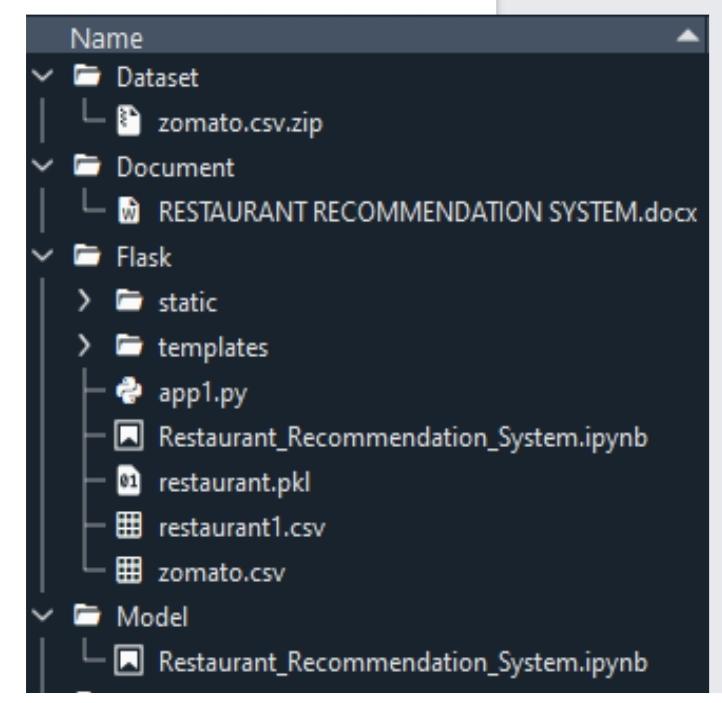 Name
Dataset
zomato.csv.zip
Document
RESTAURANT RECOMMENDATION SYSTEM.docx
Flask
static
templates
app1.py
Restaurant_Recommendation_System.ipynb
restaurant.pkl
restaurant1.csv
zomato.csv
Model
Restaurant_Recommendation_System.ipynb